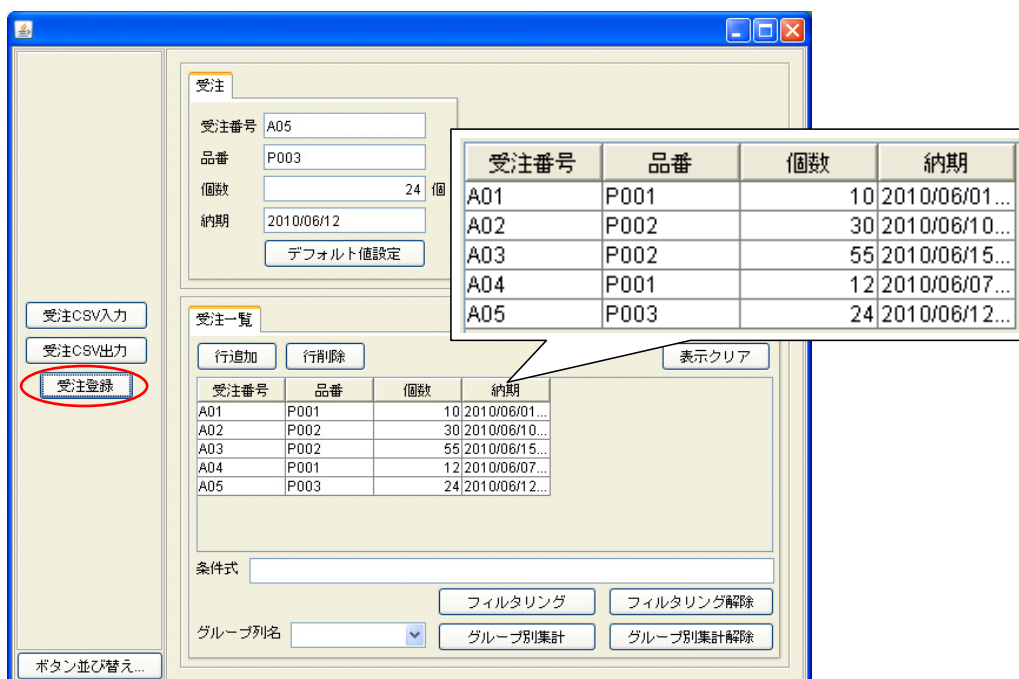 受注
受注番号 A05
品番 P003
個数 24 個
納期 2010/06/12
デフォルト値設定
受注番号 品番 個数 納期
A01 P001 10 2010/06/01...
A02 P002 30 2010/06/10...
A03 P002 55 2010/06/15...
A04 P001 12 2010/06/07...
A05 P003 24 2010/06/12...
受注CSV入力
受注CSV出力
受注登録
受注一覧
行追加 行削除 表示クリア
受注番号 品番 個数 納期
A01 P001 10 2010/06/01...
A02 P002 30 2010/06/10...
A03 P002 55 2010/06/15...
A04 P001 12 2010/06/07...
A05 P003 24 2010/06/12...
条件式
フィルタリング フィルタリング解除
グループ列名 グループ別集計 グループ別集計解除
ボタン並び替え...